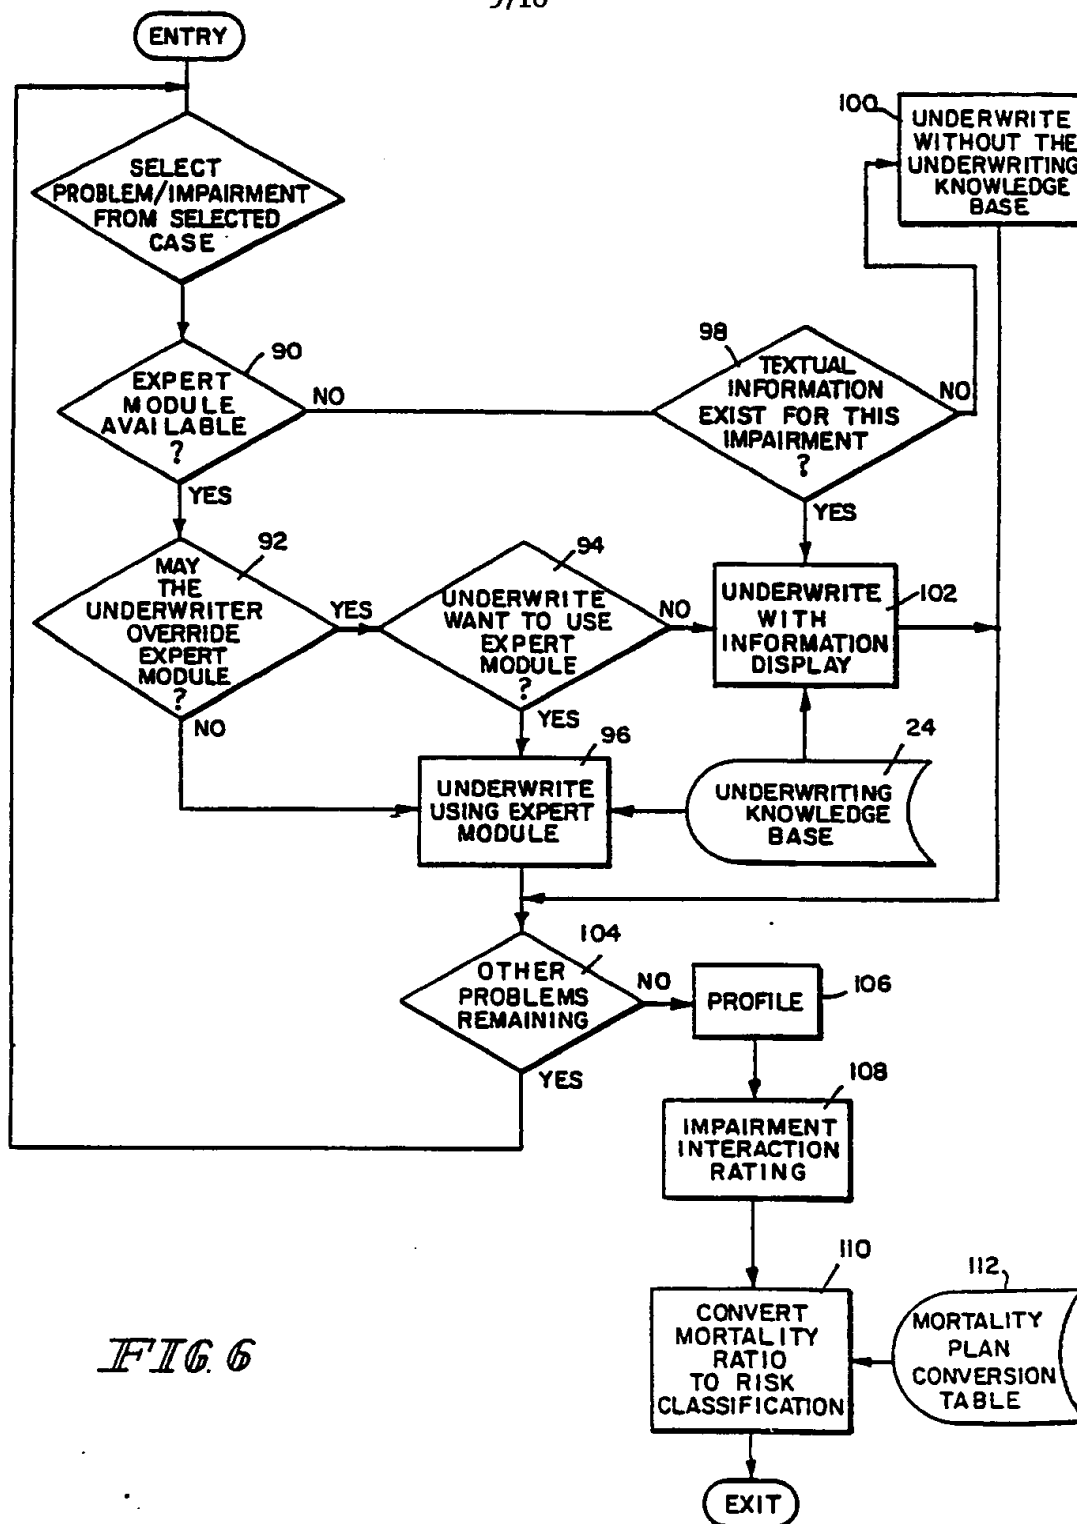 ENTRY
SELECT
PROBLEM/IMPAIRMENT
FROM SELECTED
CASE
100
UNDERWRITE
WITHOUT THE
UNDERWRITING
KNOWLEDGE
BASE
90
EXPERT
MODULE
AVAILABLE
?
NO
YES
98
TEXTUAL
INFORMATION
EXIST FOR THIS
IMPAIRMENT
?
NO
YES
92
MAY
THE
UNDERWRITER
OVERRIDE
EXPERT
MODULE
?
YES
NO
94
UNDERWRITE
WANT TO USE
EXPERT
MODULE
?
NO
YES
UNDERWRITE
WITH
INFORMATION
DISPLAY
102
96
UNDERWRITE
USING EXPERT
MODULE
24
UNDERWRITING
KNOWLEDGE
BASE
104
OTHER
PROBLEMS
REMAINING
NO
YES
PROFILE
106
108
IMPAIRMENT
INTERACTION
RATING
110
CONVERT
MORTALITY
RATIO
TO RISK
CLASSIFICATION
112
MORTALITY
PLAN
CONVERSION
TABLE
EXIT
FIG. 6